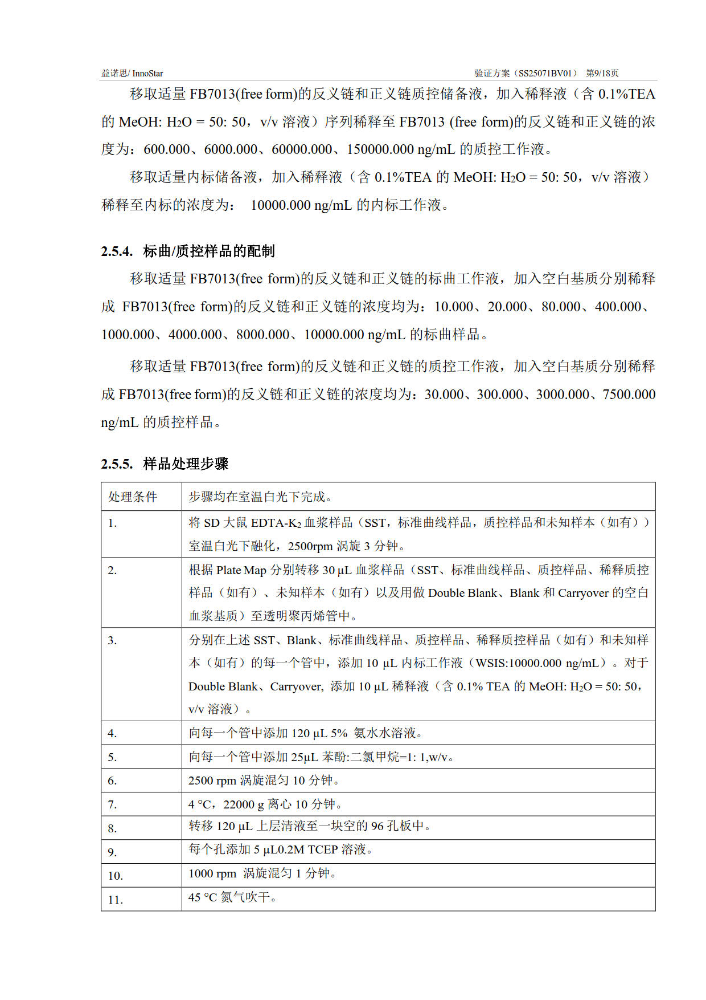 益诺思/ InnoStar 验证方案（SS25071BV01） 第9/18页
移取适量 FB7013(free form)的反义链和正义链质控储备液，加入稀释液（含 0.1%TEA
的 MeOH: H2O = 50: 50，v/v 溶液）序列稀释至 FB7013 (free form)的反义链和正义链的浓
度为：600.000、6000.000、60000.000、150000.000 ng/mL 的质控工作液。
移取适量内标储备液，加入稀释液（含 0.1%TEA 的 MeOH: H2O = 50: 50，v/v 溶液）
稀释至内标的浓度为： 10000.000 ng/mL 的内标工作液。
2.5.4. 标曲/质控样品的配制
移取适量 FB7013(free form)的反义链和正义链的标曲工作液，加入空白基质分别稀释
成 FB7013(free form)的反义链和正义链的浓度均为：10.000、20.000、80.000、400.000、
1000.000、4000.000、8000.000、10000.000 ng/mL 的标曲样品。
移取适量 FB7013(free form)的反义链和正义链的质控工作液，加入空白基质分别稀释
成 FB7013(free form)的反义链和正义链的浓度均为：30.000、300.000、3000.000、7500.000
ng/mL 的质控样品。
2.5.5. 样品处理步骤
处理条件 步骤均在室温白光下完成。
1. 将 SD 大鼠 EDTA-K2 血浆样品（SST，标准曲线样品，质控样品和未知样本（如有））
室温白光下融化，2500rpm 涡旋 3 分钟。
2. 根据 Plate Map 分别转移 30 µL 血浆样品（SST、标准曲线样品、质控样品、稀释质控
样品（如有）、未知样本（如有）以及用做 Double Blank、Blank 和 Carryover 的空白
血浆基质）至透明聚丙烯管中。
3. 分别在上述 SST、Blank、标准曲线样品、质控样品、稀释质控样品（如有）和未知样
本（如有）的每一个管中，添加 10 µL 内标工作液（WSIS:10000.000 ng/mL）。对于
Double Blank、Carryover, 添加 10 µL 稀释液（含 0.1% TEA 的 MeOH: H2O = 50: 50，
v/v 溶液）。
4. 向每一个管中添加 120 µL 5% 氨水水溶液。
5. 向每一个管中添加 25µL 苯酚:二氯甲烷=1: 1,w/v。
6. 2500 rpm 涡旋混匀 10 分钟。
7. 4 °C，22000 g 离心 10 分钟。
8. 转移 120 µL 上层清液至一块空的 96 孔板中。
9. 每个孔添加 5 µL0.2M TCEP 溶液。
10. 1000 rpm 涡旋混匀 1 分钟。
11. 45 °C 氮气吹干。